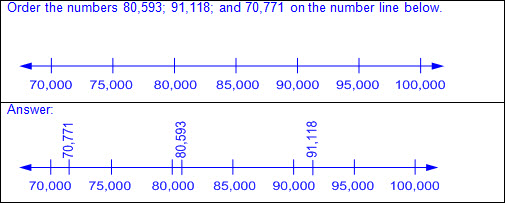 Order the numbers 80,593; 91,118; and 70,771 on the number line below.
70,000 75,000 80,000 85,000 90,000 95,000 100,000
Answer:
70,771 80,593 91,118
70,000 75,000 80,000 85,000 90,000 95,000 100,000